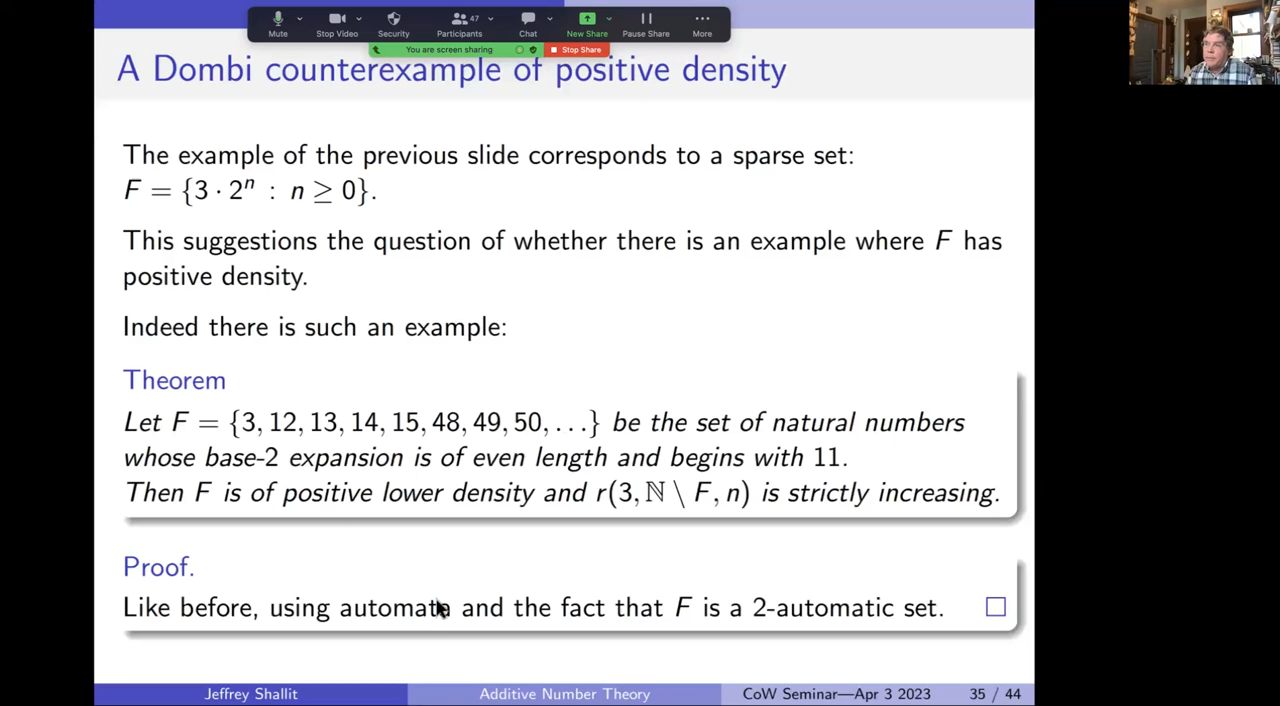 47
Mute
Stop Video
Security
Participants
Chat
New Share
Pause Share
More
You are screen sharing
Stop Share
A Dombi counterexample of positive density
The example of the previous slide corresponds to a sparse set:
F = {3 · 2ⁿ : n ≥ 0}.
This suggestions the question of whether there is an example where F has
positive density.
Indeed there is such an example:
Theorem
Let F = {3, 12, 13, 14, 15, 48, 49, 50, . . .} be the set of natural numbers
whose base-2 expansion is of even length and begins with 11.
Then F is of positive lower density and r(3, ℕ \ F, n) is strictly increasing.
Proof.
Like before, using automata and the fact that F is a 2-automatic set. □
Jeffrey Shallit
Additive Number Theory
CoW Seminar—Apr 3 2023
35 / 44